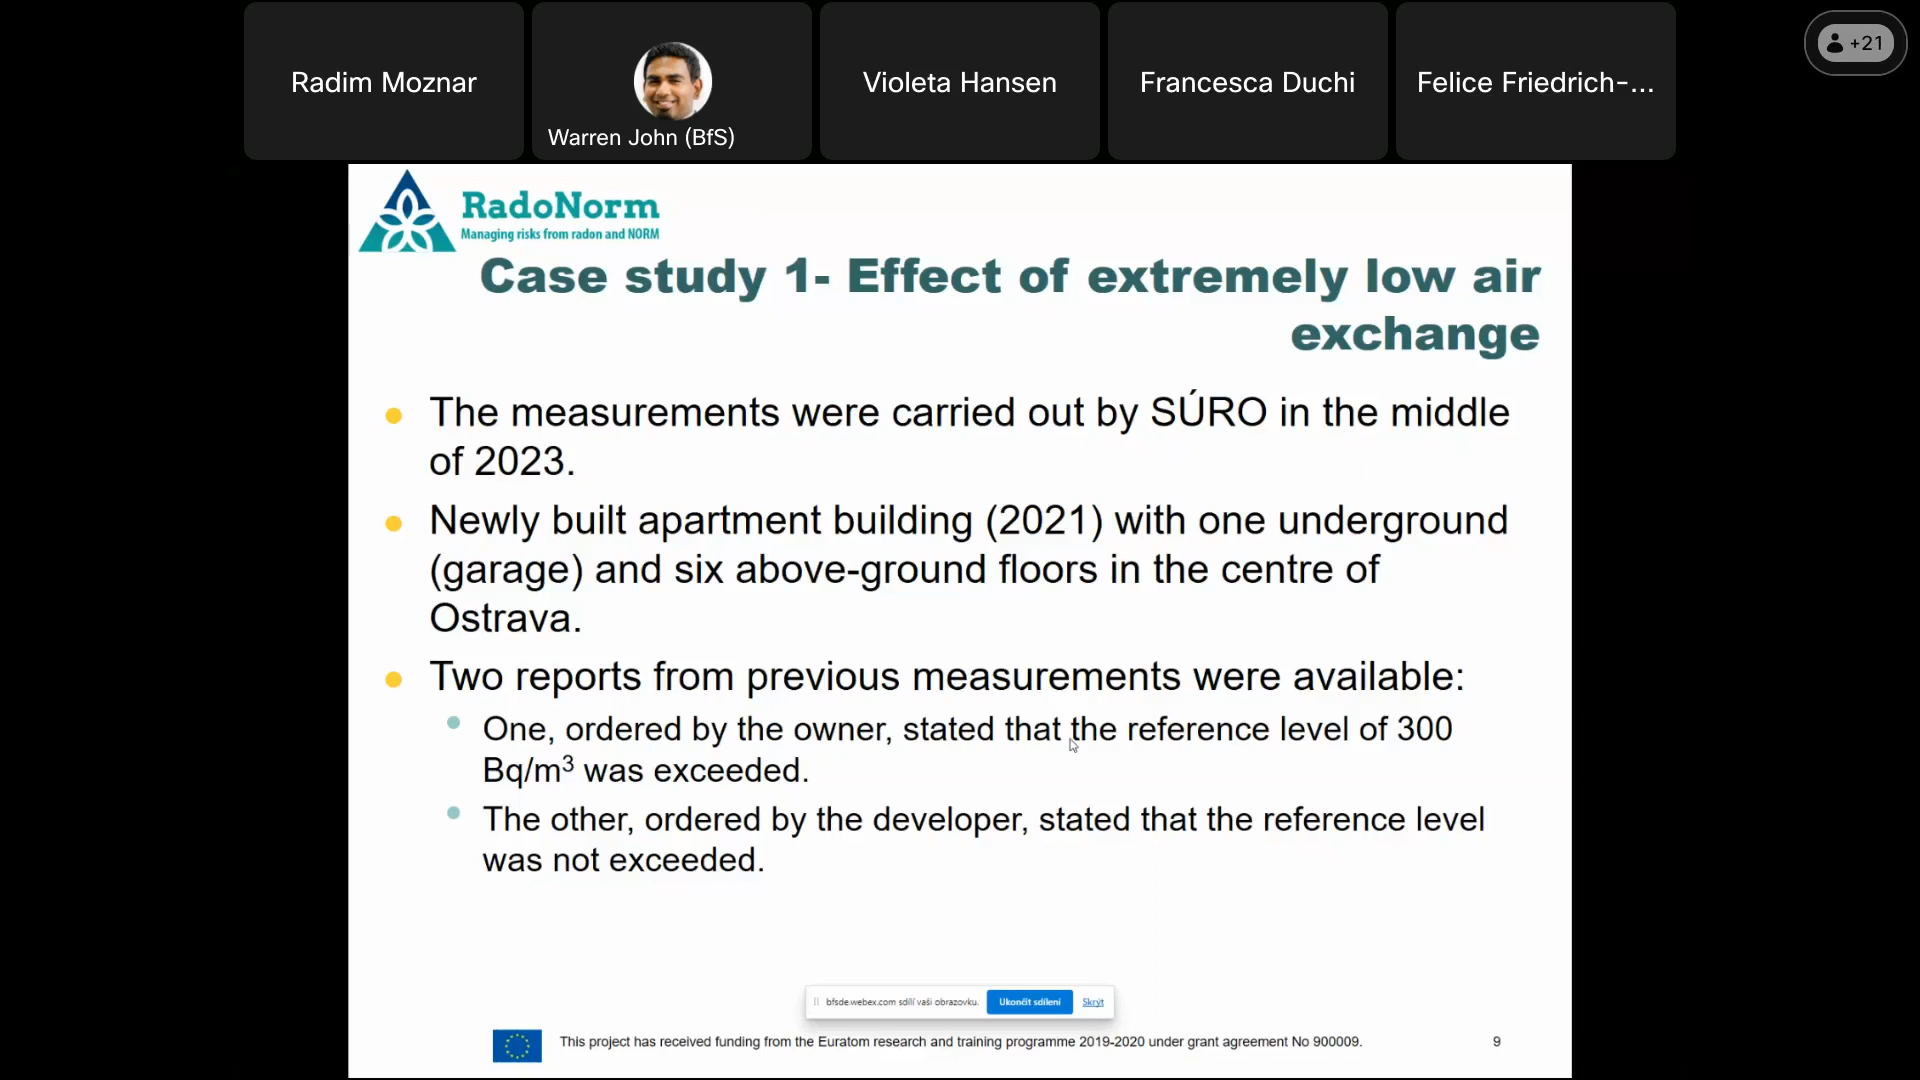 Radim Moznar
Warren John (BfS)
Violeta Hansen
Francesca Duchi
Felice Friedrich-...
+21
RadoNorm
Managing risks from radon and NORM
Case study 1- Effect of extremely low air
exchange
The measurements were carried out by SÚRO in the middle
of 2023.
Newly built apartment building (2021) with one underground
(garage) and six above-ground floors in the centre of
Ostrava.
Two reports from previous measurements were available:
One, ordered by the owner, stated that the reference level of 300
Bq/m³ was exceeded.
The other, ordered by the developer, stated that the reference level
was not exceeded.
bfsde.webex.com sdílí vaši obrazovku. Ukončit sdílení Skrýt
This project has received funding from the Euratom research and training programme 2019-2020 under grant agreement No 900009. 9